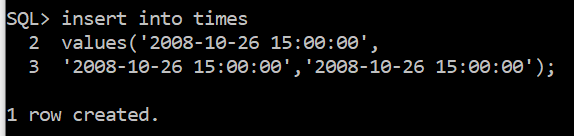 SQL> insert into times
2 values('2008-10-26 15:00:00',
3 '2008-10-26 15:00:00','2008-10-26 15:00:00');
1 row created.